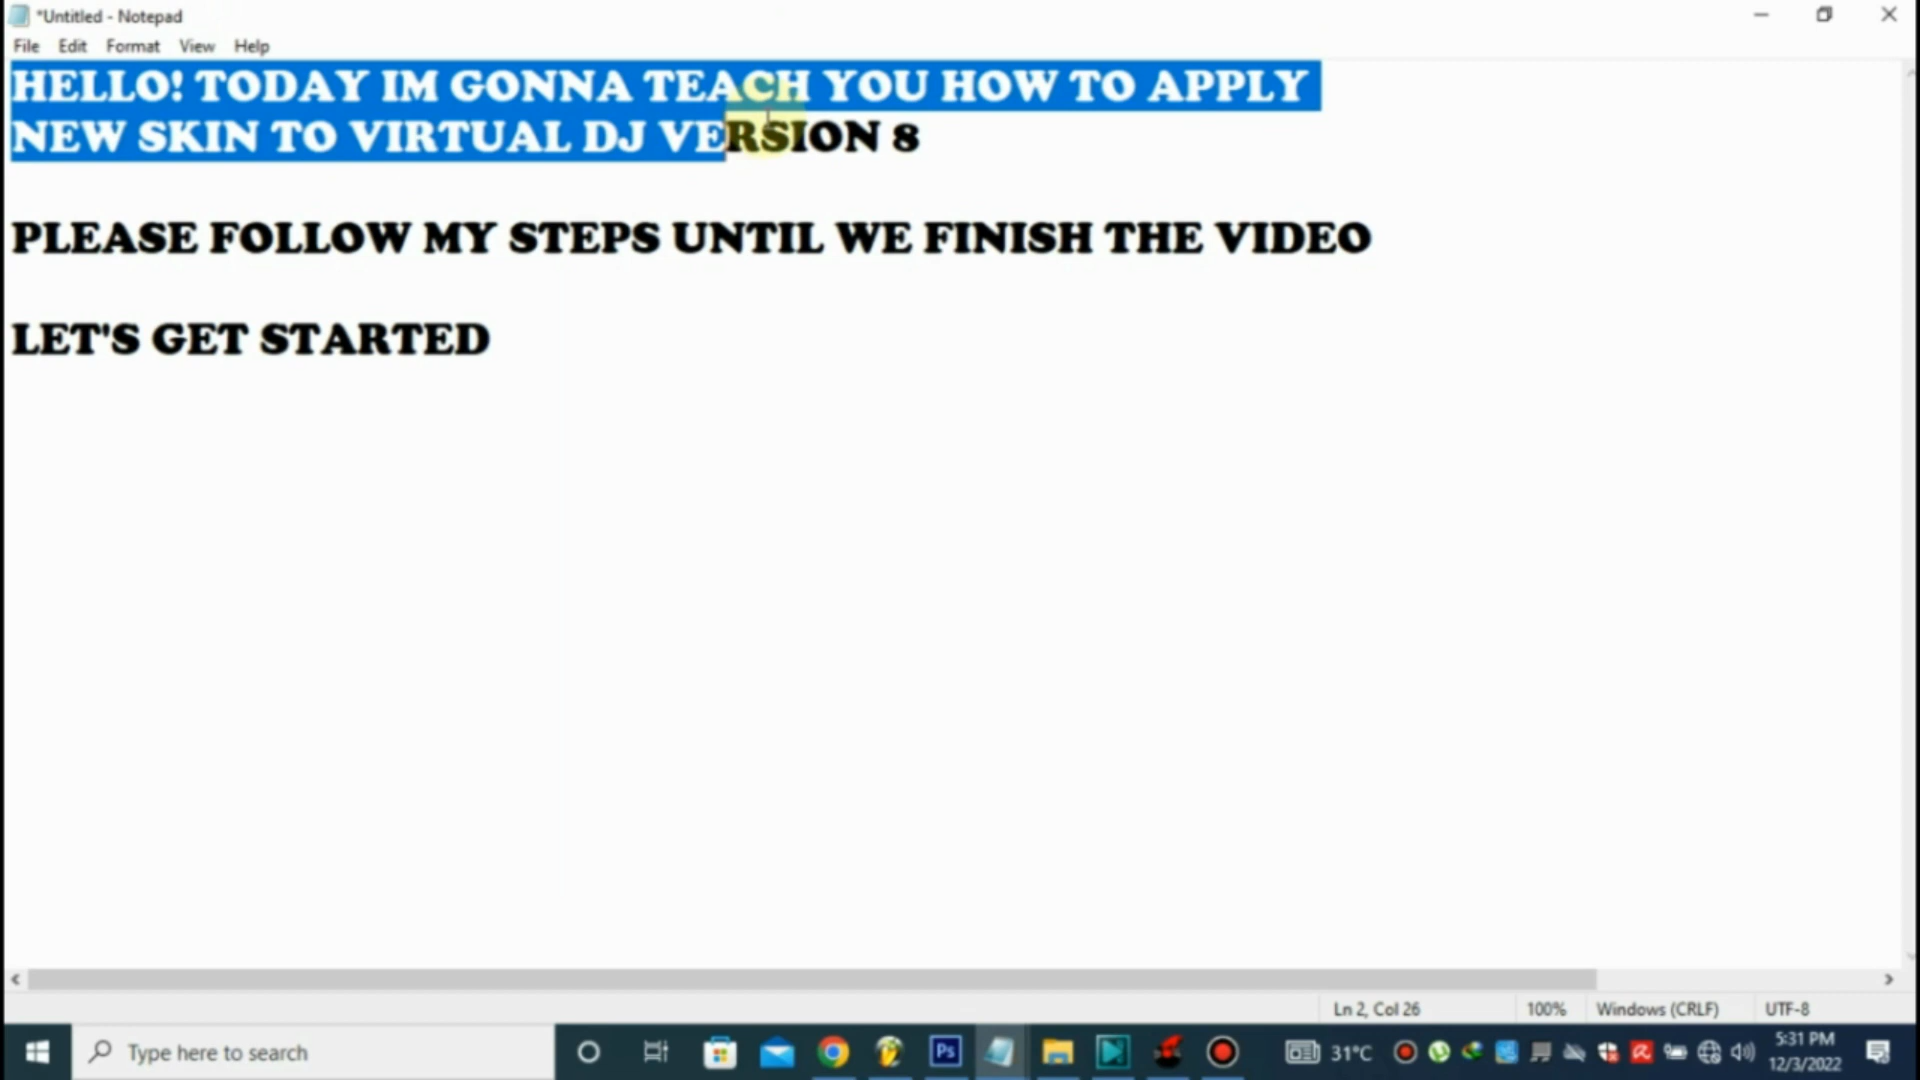 *Untitled - Notepad
File Edit Format View Help
HELLO! TODAY IM GONNA TEACH YOU HOW TO APPLY
NEW SKIN TO VIRTUAL DJ VERSION 8
PLEASE FOLLOW MY STEPS UNTIL WE FINISH THE VIDEO
LET'S GET STARTED
Ln 2, Col 26 100% Windows (CRLF) UTF-8
Type here to search Ps 31°C 5:31 PM
12/3/2022